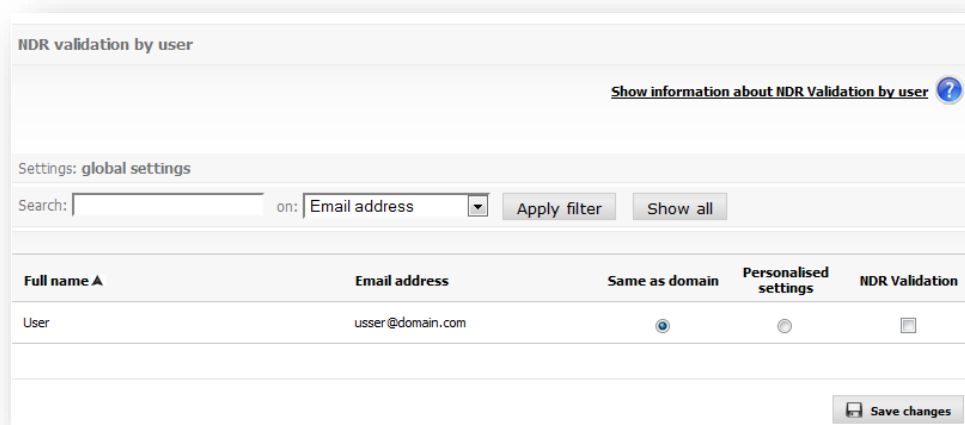 NDR validation by user
Show information about NDR Validation by user ?
Settings: global settings
Search: on: Email address Apply filter Show all
Full name Email address Same as domain Personalised settings NDR Validation
User usser@domain.com
Save changes